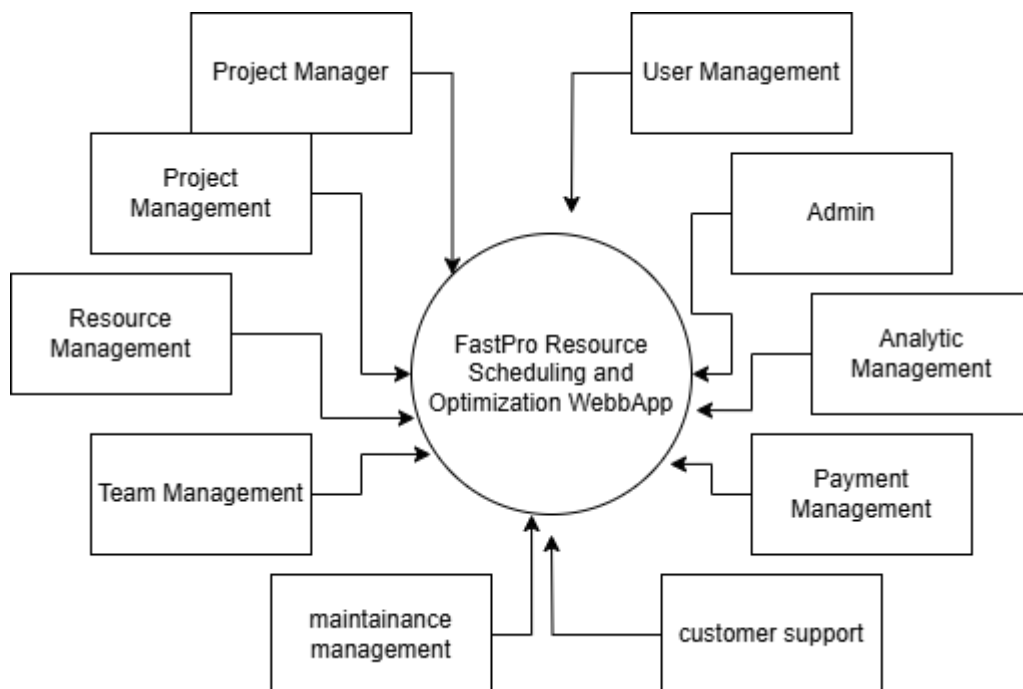 Project Manager
User Management
Project
Management
Admin
Resource
Management
FastPro Resource
Scheduling and
Optimization WebbApp
Analytic
Management
Team Management
Payment
Management
maintainance
management
customer support